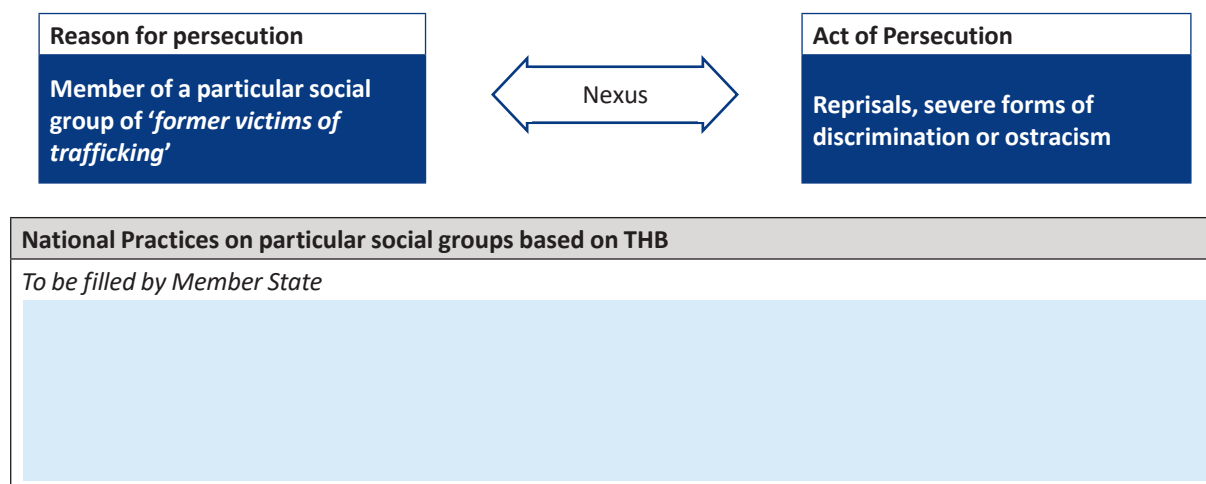 Reason for persecution
Member of a particular social
group of ‘former victims of
trafficking’
Nexus
Act of Persecution
Reprisals, severe forms of
discrimination or ostracism
National Practices on particular social groups based on THB
To be filled by Member State